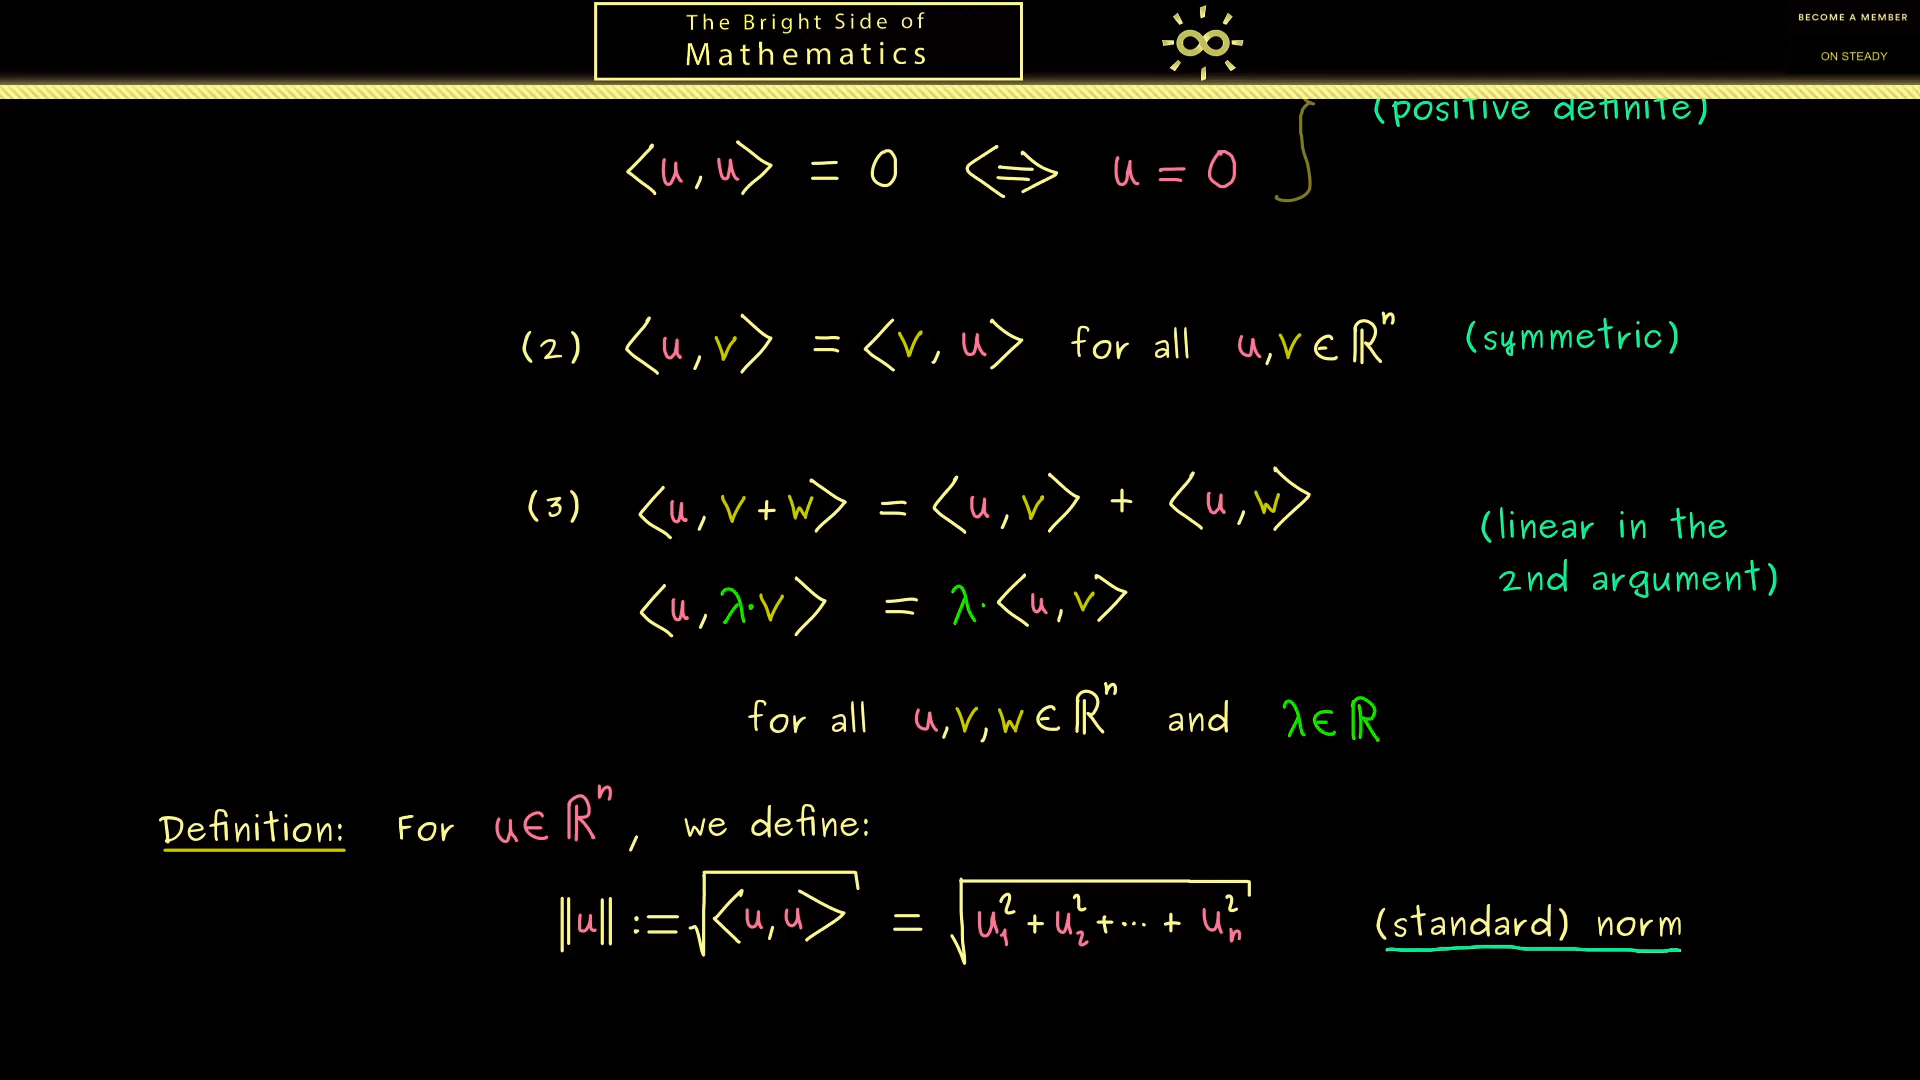 The Bright Side of
Mathematics
BECOME A MEMBER
ON STEADY
(positive definite)
⟨u, u⟩ = 0 ⟺ u = 0
(2) ⟨u, v⟩ = ⟨v, u⟩ for all u, v ∈ ℝⁿ (symmetric)
(3) ⟨u, v + w⟩ = ⟨u, v⟩ + ⟨u, w⟩
(linear in the
2nd argument)
⟨u, λ·v⟩ = λ·⟨u, v⟩
for all u, v, w ∈ ℝⁿ and λ ∈ ℝ
Definition: For u ∈ ℝⁿ, we define:
‖u‖ := √⟨u, u⟩ = √(u₁² + u₂² + ⋯ + uₙ²) (standard) norm